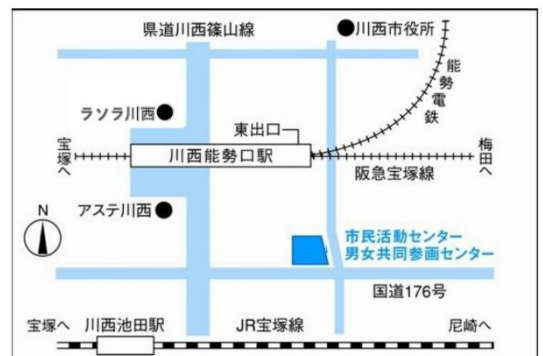 県道川西篠山線
川西市役所
能勢電鉄
ラソラ川西
東出口
宝塚へ
川西能勢口駅
梅田へ
阪急宝塚線
アステ川西
N
市民活動センター
男女共同参画センター
国道176号
宝塚へ
川西池田駅
JR宝塚線
尼崎へ